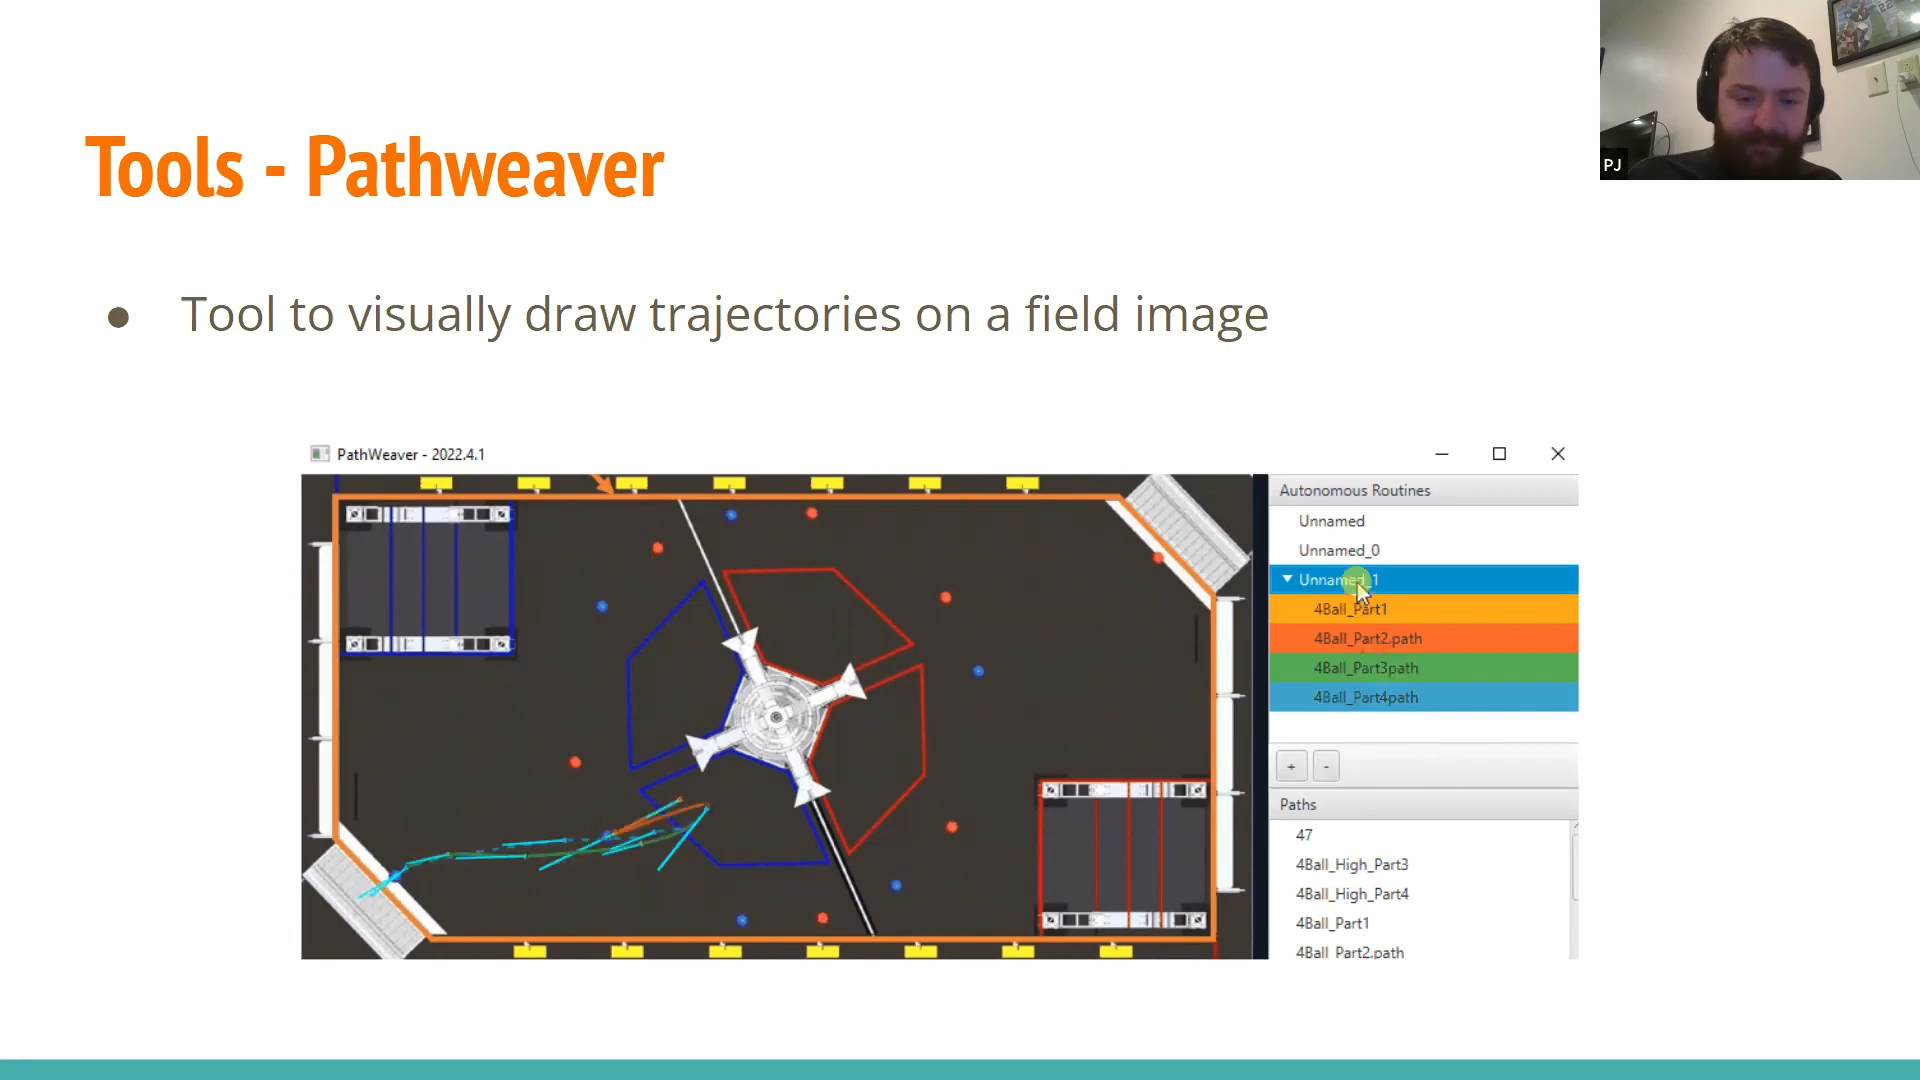 Tools - Pathweaver
PJ
● Tool to visually draw trajectories on a field image
PathWeaver - 2022.4.1
Autonomous Routines
Unnamed
Unnamed_0
Unnamed_1
4Ball_Part1
4Ball_Part2.path
4Ball_Part3path
4Ball_Part4path
+ -
Paths
47
4Ball_High_Part3
4Ball_High_Part4
4Ball_Part1
4Ball_Part2.path